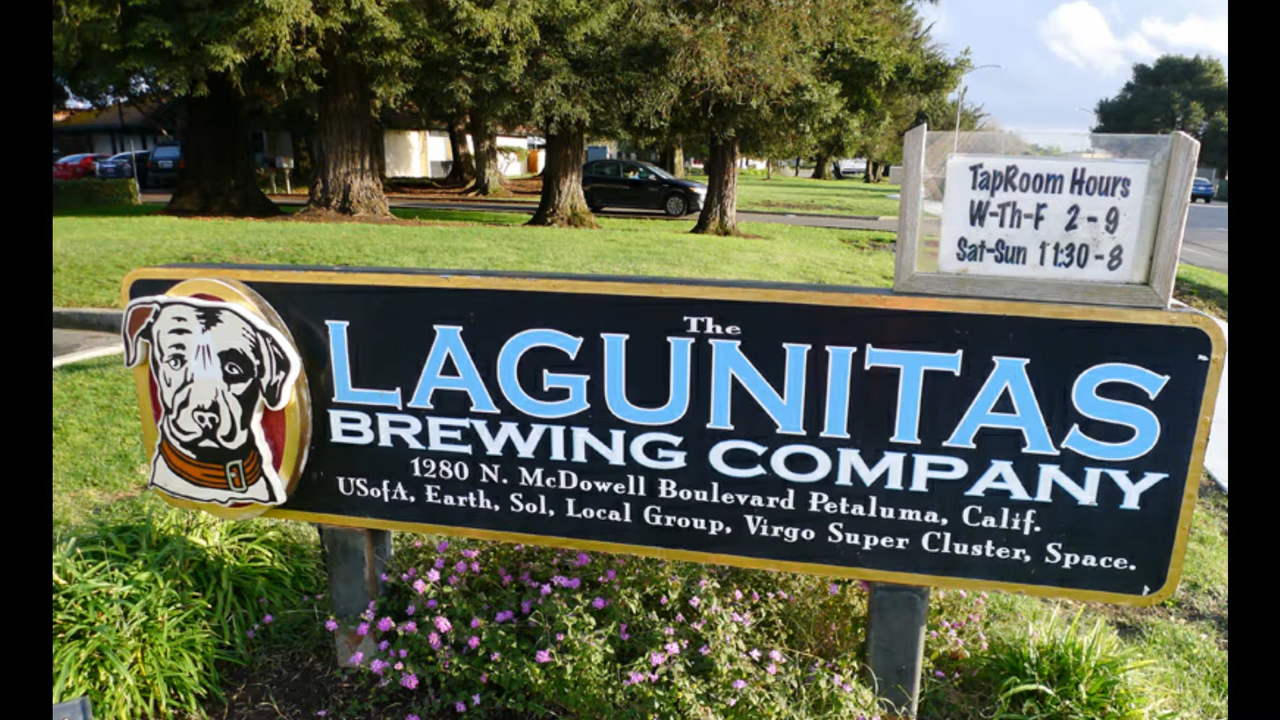 TapRoom Hours
W-Th-F 2-9
Sat-Sun 11:30-8
The
LAGUNITAS
BREWING COMPANY
1280 N. McDowell Boulevard Petaluma, Calif.
USofA, Earth, Sol, Local Group, Virgo Super Cluster, Space.